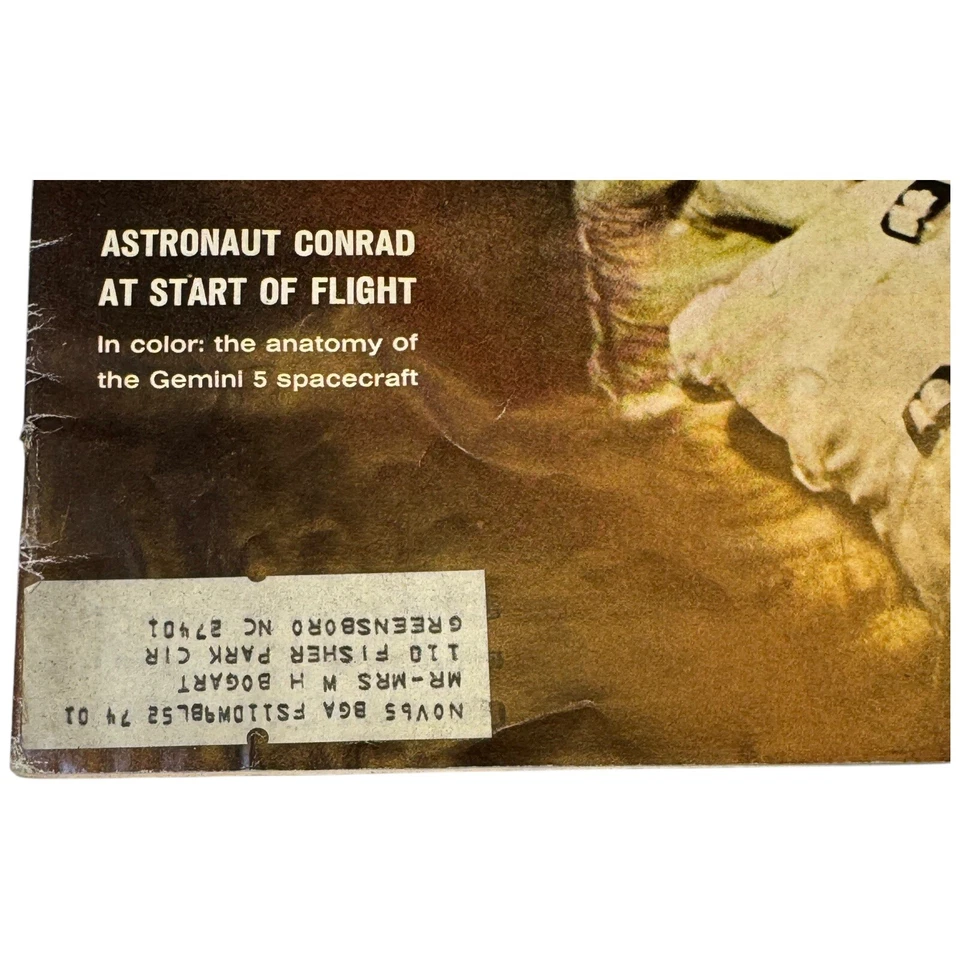 ASTRONAUT CONRAD
AT START OF FLIGHT
In color: the anatomy of
the Gemini 5 spacecraft
NOV65 BGA FS110M9BL52 74 01
MR-MRS W H BOGART
110 FISHER PARK CIR
GREENSBORO NC 27401